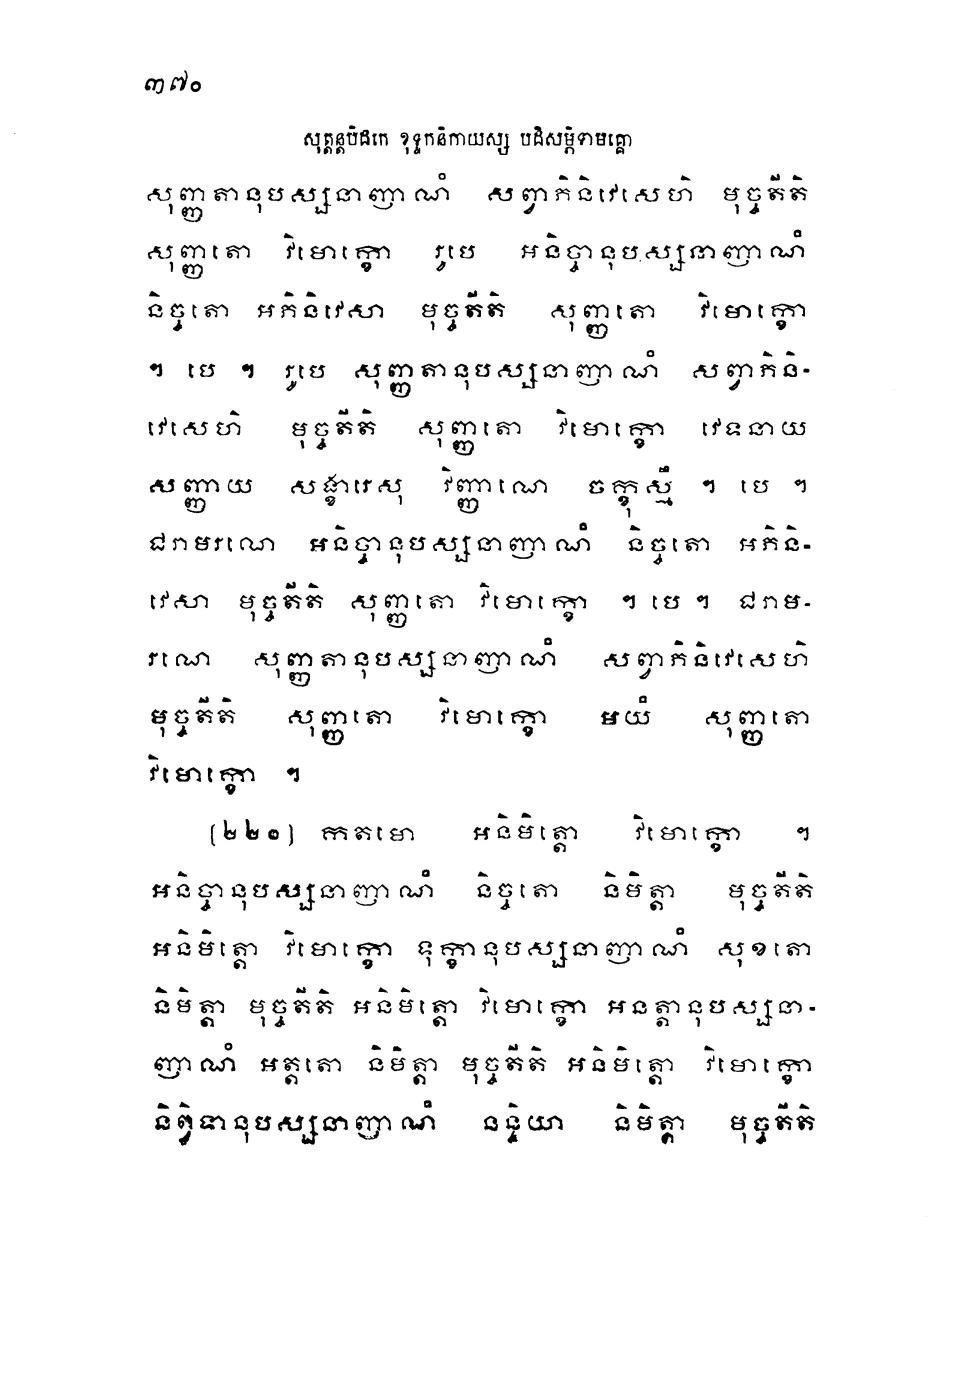 ៣៧០
សុត្តន្តបិដកេ ខុទ្ទកនិកាយស្ស បដិសម្ភិទាមគ្គោ
សុញ្ញតានុបស្សនាញាណំ សព្វាភិនិវេសេហិ មុច្ចតីតិ
សុញ្ញតោ វិមោក្ខោ រូបេ អនិច្ចានុបស្សនាញាណំ
និច្ចតោ អភិនិវេសា មុច្ចតីតិ សុញ្ញតោ វិមោក្ខោ
។ បេ ។ រូបេ សុញ្ញតានុបស្សនាញាណំ សព្វាភិនិ-
វេសេហិ មុច្ចតីតិ សុញ្ញតោ វិមោក្ខោ វេទនាយ
សញ្ញាយ សង្ខារេសុ វិញ្ញាណេ ចក្ខុស្មឹ ។ បេ ។
ជរាមរណេ អនិច្ចានុបស្សនាញាណំ និច្ចតោ អភិនិ-
វេសា មុច្ចតីតិ សុញ្ញតោ វិមោក្ខោ ។ បេ ។ ជរាម-
រណេ សុញ្ញតានុបស្សនាញាណំ សព្វាភិនិវេសេហិ
មុច្ចតីតិ សុញ្ញតោ វិមោក្ខោ អយំ សុញ្ញតោ
វិមោក្ខោ ។
(២២១) កតមោ អនិមិត្តោ វិមោក្ខោ ។
អនិច្ចានុបស្សនាញាណំ និច្ចតោ និមិត្តា មុច្ចតីតិ
អនិមិត្តោ វិមោក្ខោ ទុក្ខានុបស្សនាញាណំ សុខតោ
និមិត្តា មុច្ចតីតិ អនិមិត្តោ វិមោក្ខោ អនត្តានុបស្សនា-
ញាណំ អត្តតោ និមិត្តា មុច្ចតីតិ អនិមិត្តោ វិមោក្ខោ
និព្វិទានុបស្សនាញាណំ នន្ទិយា និមិត្តា មុច្ចតីតិ